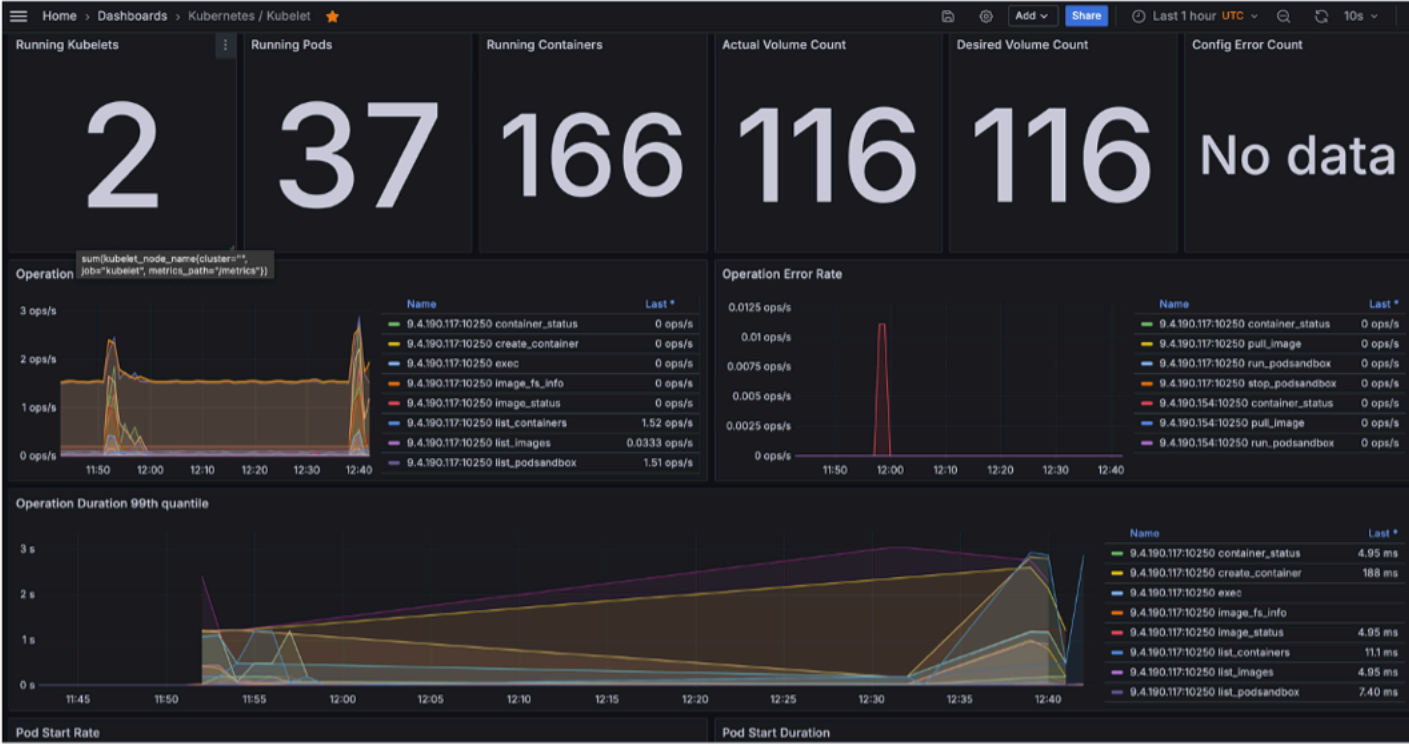 Home › Dashboards › Kubernetes / Kubelet
Add
Share
Last 1 hour UTC
10s
Running Kubelets
2
Running Pods
37
Running Containers
166
Actual Volume Count
116
Desired Volume Count
116
Config Error Count
No data
sum(kubelet_node_name{cluster="",
job="kubelet", metrics_path="/metrics"})
Operation
3 ops/s
2 ops/s
1 ops/s
0 ops/s
11:50 12:00 12:10 12:20 12:30 12:40
Name Last *
9.4.190.117:10250 container_status 0 ops/s
9.4.190.117:10250 create_container 0 ops/s
9.4.190.117:10250 exec 0 ops/s
9.4.190.117:10250 image_fs_info 0 ops/s
9.4.190.117:10250 image_status 0 ops/s
9.4.190.117:10250 list_containers 1.52 ops/s
9.4.190.117:10250 list_images 0.0333 ops/s
9.4.190.117:10250 list_podsandbox 1.51 ops/s
Operation Error Rate
0.0125 ops/s
0.01 ops/s
0.0075 ops/s
0.005 ops/s
0.0025 ops/s
0 ops/s
11:50 12:00 12:10 12:20 12:30 12:40
Name Last *
9.4.190.117:10250 container_status 0 ops/s
9.4.190.117:10250 pull_image 0 ops/s
9.4.190.117:10250 run_podsandbox 0 ops/s
9.4.190.117:10250 stop_podsandbox 0 ops/s
9.4.190.154:10250 container_status 0 ops/s
9.4.190.154:10250 pull_image 0 ops/s
9.4.190.154:10250 run_podsandbox 0 ops/s
Operation Duration 99th quantile
3 s
2 s
1 s
0 s
11:45 11:50 11:55 12:00 12:05 12:10 12:15 12:20 12:25 12:30 12:35 12:40
Name Last *
9.4.190.117:10250 container_status 4.95 ms
9.4.190.117:10250 create_container 188 ms
9.4.190.117:10250 exec
9.4.190.117:10250 image_fs_info
9.4.190.117:10250 image_status 4.95 ms
9.4.190.117:10250 list_containers 11.1 ms
9.4.190.117:10250 list_images 4.95 ms
9.4.190.117:10250 list_podsandbox 7.40 ms
Pod Start Rate
Pod Start Duration